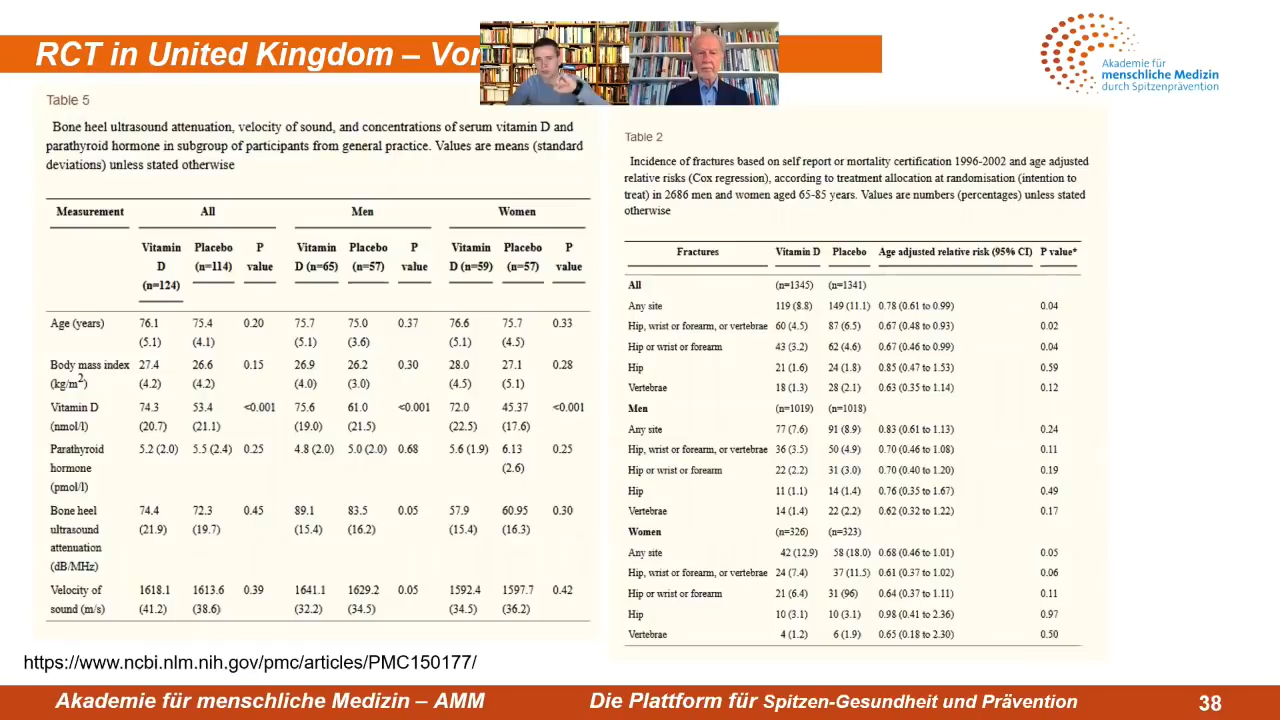 RCT in United Kingdom –
Akademie für
menschliche Medizin
durch Spitzenprävention
Table 5
Bone heel ultrasound attenuation, velocity of sound, and concentrations of serum vitamin D and
parathyroid hormone in subgroup of participants from general practice. Values are means (standard
deviations) unless stated otherwise
Measurement All Men Women
Vitamin D (n=124) Placebo (n=114) P value Vitamin D (n=65) Placebo (n=57) P value Vitamin D (n=59) Placebo (n=57) P value
Age (years) 76.1 (5.1) 75.4 (4.1) 0.20 75.7 (5.1) 75.0 (3.6) 0.37 76.6 (5.1) 75.7 (4.5) 0.33
Body mass index (kg/m2) 27.4 (4.2) 26.6 (4.2) 0.15 26.9 (4.0) 26.2 (3.0) 0.30 28.0 (4.5) 27.1 (5.1) 0.28
Vitamin D (nmol/l) 74.3 (20.7) 53.4 (21.1) <0.001 75.6 (19.0) 61.0 (21.5) <0.001 72.0 (22.5) 45.37 (17.6) <0.001
Parathyroid hormone (pmol/l) 5.2 (2.0) 5.5 (2.4) 0.25 4.8 (2.0) 5.0 (2.0) 0.68 5.6 (1.9) 6.13 (2.6) 0.25
Bone heel ultrasound attenuation (dB/MHz) 74.4 (21.9) 72.3 (19.7) 0.45 89.1 (15.4) 83.5 (16.2) 0.05 57.9 (15.4) 60.95 (16.3) 0.30
Velocity of sound (m/s) 1618.1 (41.2) 1613.6 (38.6) 0.39 1641.1 (32.2) 1629.2 (34.5) 0.05 1592.4 (34.5) 1597.7 (36.2) 0.42
Table 2
Incidence of fractures based on self report or mortality certification 1996-2002 and age adjusted
relative risks (Cox regression), according to treatment allocation at randomisation (intention to
treat) in 2686 men and women aged 65-85 years. Values are numbers (percentages) unless stated
otherwise
Fractures Vitamin D Placebo Age adjusted relative risk (95% CI) P value*
All (n=1345) (n=1341)
Any site 119 (8.8) 149 (11.1) 0.78 (0.61 to 0.99) 0.04
Hip, wrist or forearm, or vertebrae 60 (4.5) 87 (6.5) 0.67 (0.48 to 0.93) 0.02
Hip or wrist or forearm 43 (3.2) 62 (4.6) 0.67 (0.46 to 0.99) 0.04
Hip 21 (1.6) 24 (1.8) 0.85 (0.47 to 1.53) 0.59
Vertebrae 18 (1.3) 28 (2.1) 0.63 (0.35 to 1.14) 0.12
Men (n=1019) (n=1018)
Any site 77 (7.6) 91 (8.9) 0.83 (0.61 to 1.13) 0.24
Hip, wrist or forearm, or vertebrae 36 (3.5) 50 (4.9) 0.70 (0.46 to 1.08) 0.11
Hip or wrist or forearm 22 (2.2) 31 (3.0) 0.70 (0.40 to 1.20) 0.19
Hip 11 (1.1) 14 (1.4) 0.76 (0.35 to 1.67) 0.49
Vertebrae 14 (1.4) 22 (2.2) 0.62 (0.32 to 1.22) 0.17
Women (n=326) (n=323)
Any site 42 (12.9) 58 (18.0) 0.68 (0.46 to 1.01) 0.05
Hip, wrist or forearm, or vertebrae 24 (7.4) 37 (11.5) 0.61 (0.37 to 1.02) 0.06
Hip or wrist or forearm 21 (6.4) 31 (96) 0.64 (0.37 to 1.11) 0.11
Hip 10 (3.1) 10 (3.1) 0.98 (0.41 to 2.36) 0.97
Vertebrae 4 (1.2) 6 (1.9) 0.65 (0.18 to 2.30) 0.50
https://www.ncbi.nlm.nih.gov/pmc/articles/PMC150177/
Akademie für menschliche Medizin – AMM Die Plattform für Spitzen-Gesundheit und Prävention 38